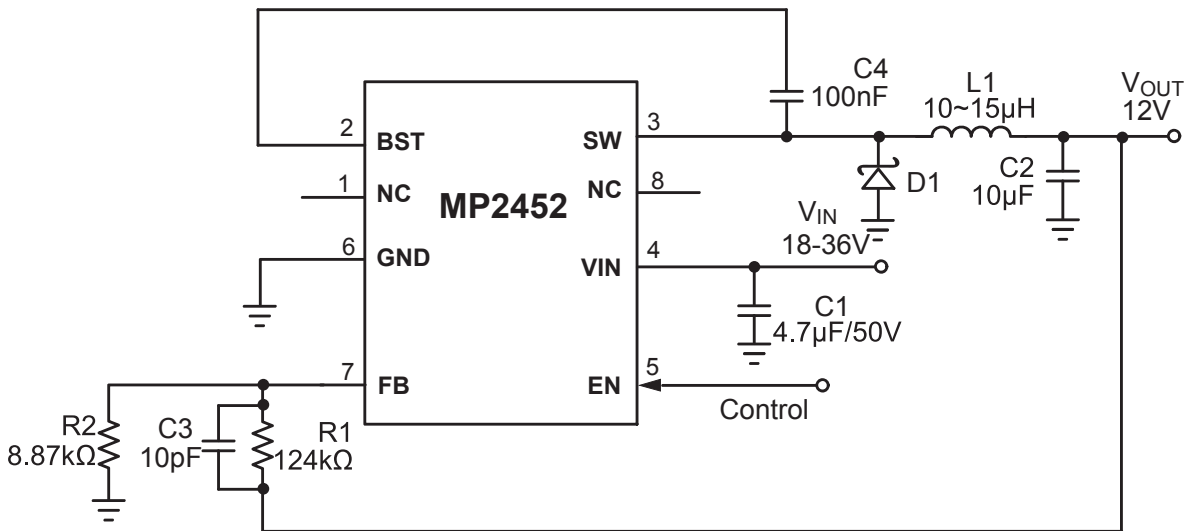 C4
100nF
L1
10~15µH
VOUT
12V
2
BST
SW
3
1
NC
MP2452
NC
8
D1
C2
10µF
VIN
18-36V
6
GND
VIN
4
C1
4.7µF/50V
7
FB
EN
5
Control
R2
8.87kΩ
C3
10pF
R1
124kΩ